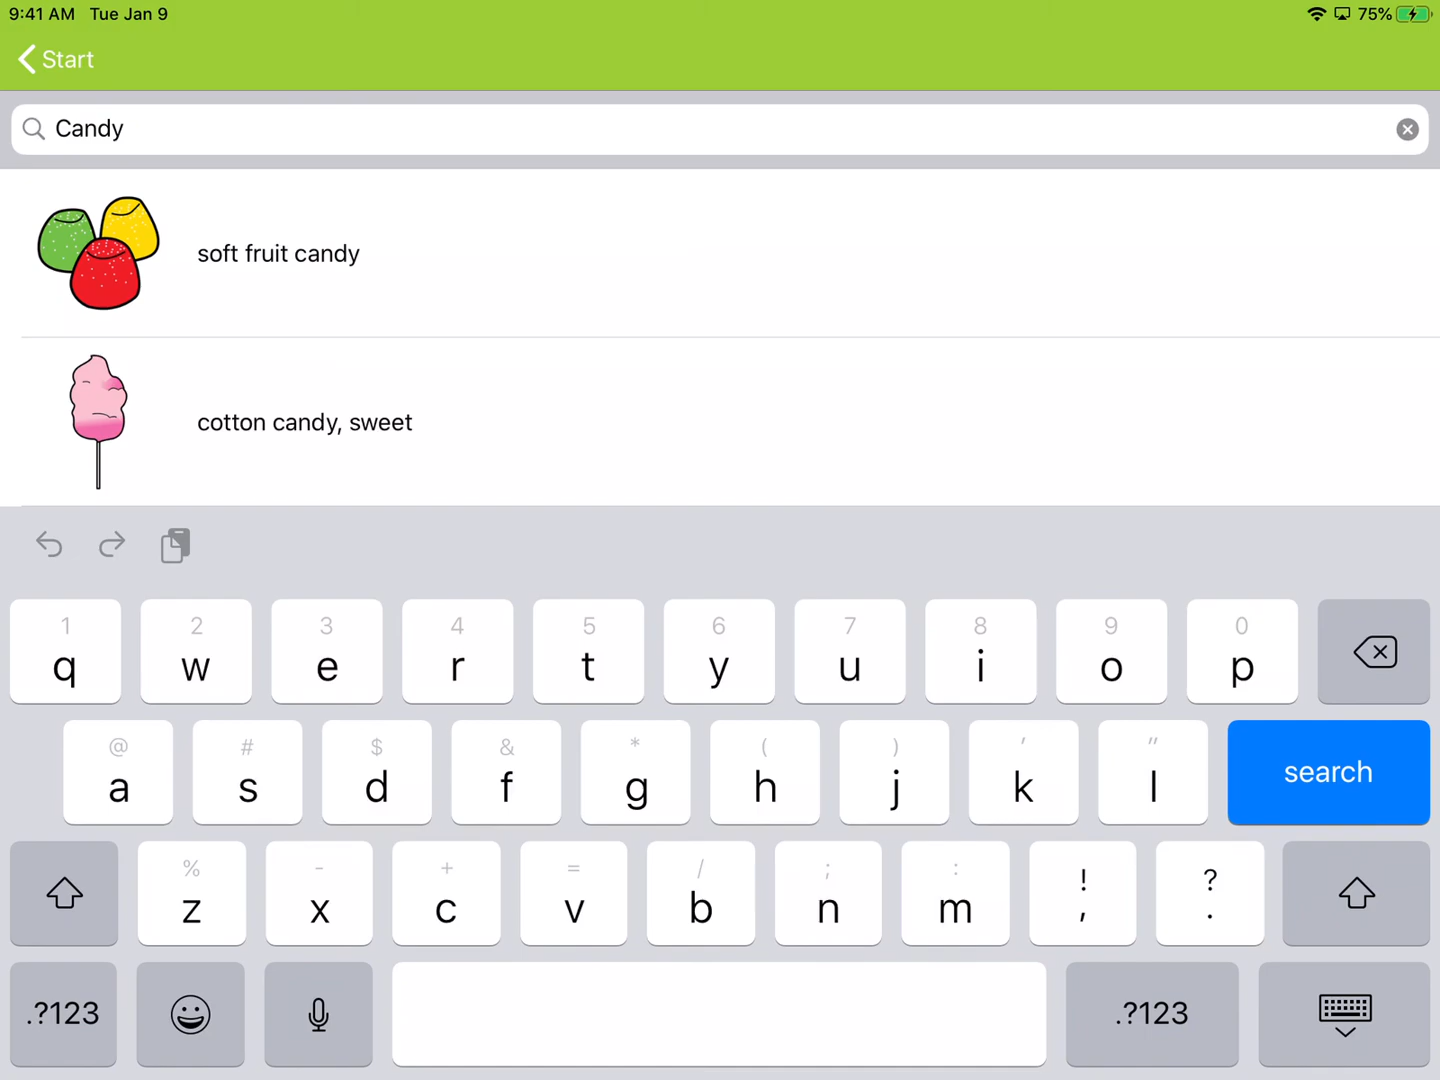 9:41 AM Tue Jan 9 75%
Start
Candy
soft fruit candy
cotton candy, sweet
1 2 3 4 5 6 7 8 9 0
q w e r t y u i o p
@ # $ & * ( ) ' "
a s d f g h j k l search
% - + = / ; : ! ?
z x c v b n m , .
.?123 .?123